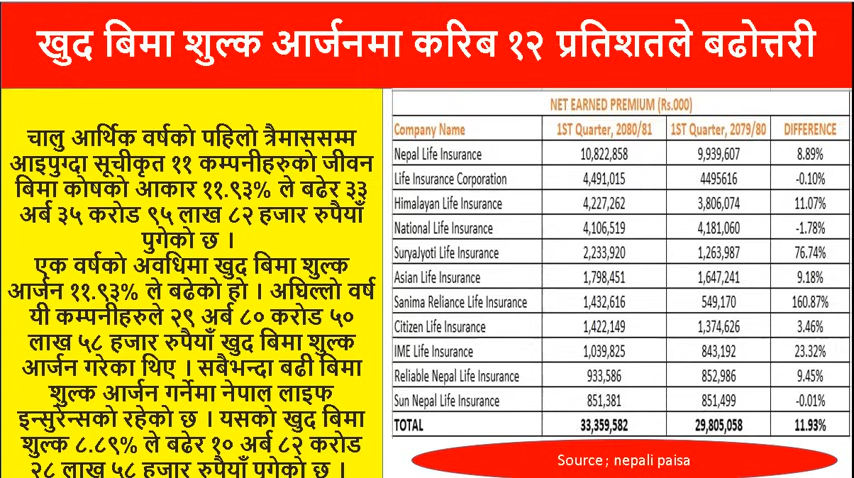 खुद बिमा शुल्क आर्जनमा करिब १२ प्रतिशतले बढोत्तरी
चालु आर्थिक वर्षको पहिलो त्रैमाससम्म
आइपुग्दा सूचीकृत ११ कम्पनीहरुको जीवन
बिमा कोषको आकार ११.९३% ले बढेर ३३
अर्ब ३५ करोड ९५ लाख ८२ हजार रुपैयाँ
पुगेको छ ।
एक वर्षको अवधिमा खुद बिमा शुल्क
आर्जन ११.९३% ले बढेको हो । अघिल्लो वर्ष
यी कम्पनीहरुले २९ अर्ब ८० करोड ५०
लाख ५८ हजार रुपैयाँ खुद बिमा शुल्क
आर्जन गरेका थिए । सबैभन्दा बढी बिमा
शुल्क आर्जन गर्नेमा नेपाल लाइफ
इन्सुरेन्सको रहेको छ । यसको खुद बिमा
शुल्क ८.८९% ले बढेर १० अर्ब ८२ करोड
२८ लाख ५८ हजार रुपैयाँ पुगेको छ ।
NET EARNED PREMIUM (Rs.000)
Company Name 1ST Quarter, 2080/81 1ST Quarter, 2079/80 DIFFERENCE
Nepal Life Insurance 10,822,858 9,939,607 8.89%
Life Insurance Corporation 4,491,015 4495616 -0.10%
Himalayan Life Insurance 4,227,262 3,806,074 11.07%
National Life Insurance 4,106,519 4,181,060 -1.78%
Suryaljyoti Life Insurance 2,233,920 1,263,987 76.74%
Asian Life Insurance 1,798,451 1,647,241 9.18%
Sanima Reliance Life Insurance 1,432,616 549,170 160.87%
Citizen Life Insurance 1,422,149 1,374,626 3.46%
IME Life Insurance 1,039,825 843,192 23.32%
Reliable Nepal Life Insurance 933,586 852,986 9.45%
Sun Nepal Life Insurance 851,381 851,499 -0.01%
TOTAL 33,359,582 29,805,058 11.93%
Source ; nepali paisa